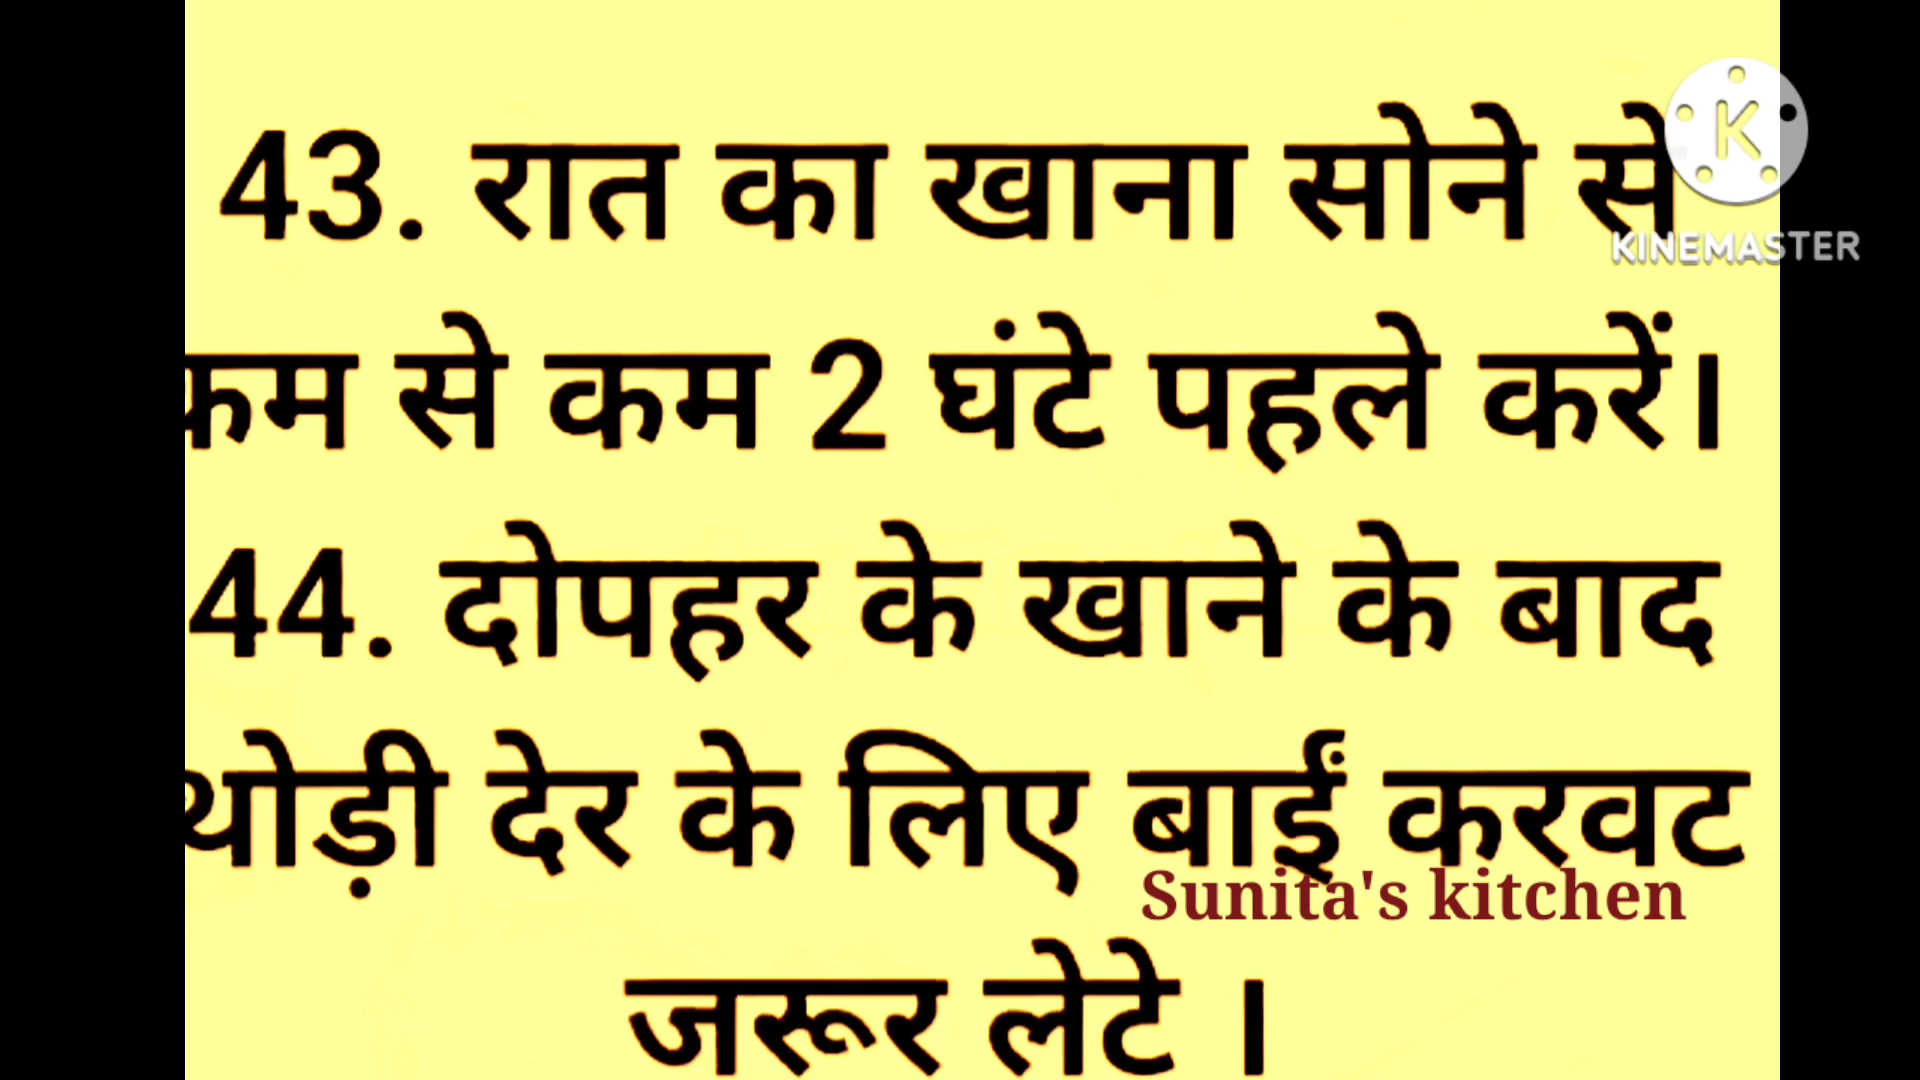 43. रात का खाना सोने से
कम से कम 2 घंटे पहले करें।
44. दोपहर के खाने के बाद
थोड़ी देर के लिए बाईं करवट
जरूर लेटे ।
K
KINEMASTER
Sunita's kitchen